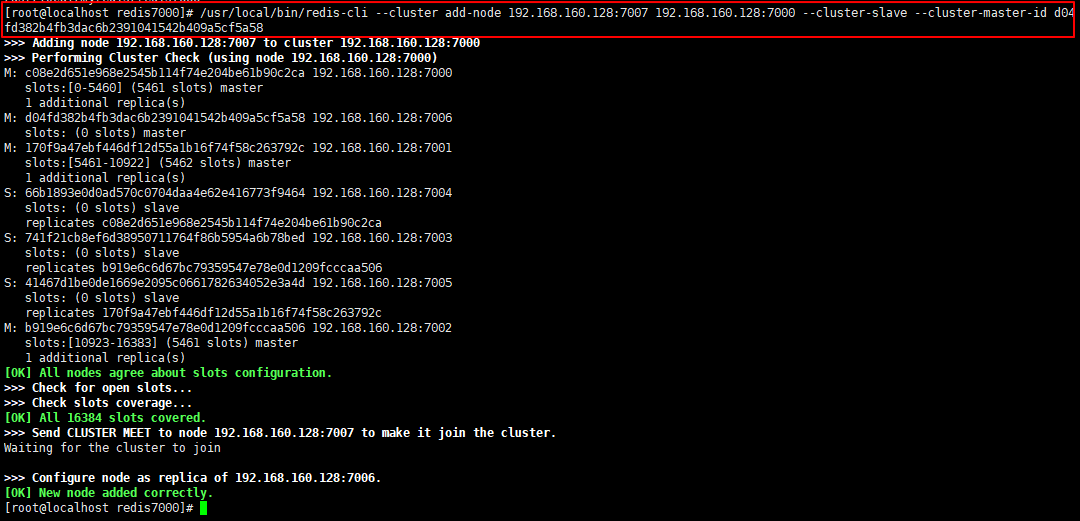 [root@localhost redis7000]# /usr/local/bin/redis-cli --cluster add-node 192.168.160.128:7007 192.168.160.128:7000 --cluster-slave --cluster-master-id d04
fd382b4fb3dac6b2391041542b409a5cf5a58
>>> Adding node 192.168.160.128:7007 to cluster 192.168.160.128:7000
>>> Performing Cluster Check (using node 192.168.160.128:7000)
M: c08e2d651e968e2545b114f74e204be61b90c2ca 192.168.160.128:7000
   slots:[0-5460] (5461 slots) master
   1 additional replica(s)
M: d04fd382b4fb3dac6b2391041542b409a5cf5a58 192.168.160.128:7006
   slots: (0 slots) master
M: 170f9a47ebf446df12d55a1b16f74f58c263792c 192.168.160.128:7001
   slots:[5461-10922] (5462 slots) master
   1 additional replica(s)
S: 66b1893e0d0ad570c0704daa4e62e416773f9464 192.168.160.128:7004
   slots: (0 slots) slave
   replicates c08e2d651e968e2545b114f74e204be61b90c2ca
S: 741f21cb8ef6d38950711764f86b5954a6b78bed 192.168.160.128:7003
   slots: (0 slots) slave
   replicates b919e6c6d67bc79359547e78e0d1209fcccaa506
S: 41467d1be0de1669e2095c0661782634052e3a4d 192.168.160.128:7005
   slots: (0 slots) slave
   replicates 170f9a47ebf446df12d55a1b16f74f58c263792c
M: b919e6c6d67bc79359547e78e0d1209fcccaa506 192.168.160.128:7002
   slots:[10923-16383] (5461 slots) master
   1 additional replica(s)
[OK] All nodes agree about slots configuration.
>>> Check for open slots...
>>> Check slots coverage...
[OK] All 16384 slots covered.
>>> Send CLUSTER MEET to node 192.168.160.128:7007 to make it join the cluster.
Waiting for the cluster to join
>>> Configure node as replica of 192.168.160.128:7006.
[OK] New node added correctly.
[root@localhost redis7000]#